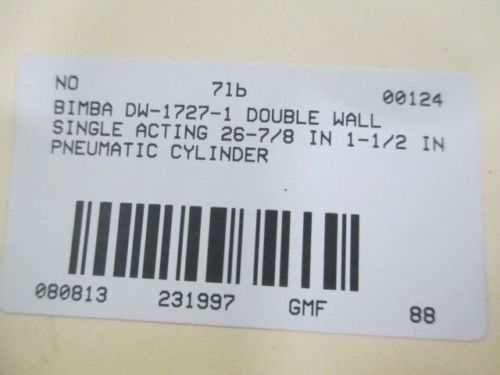 NO 71b 00124
BIMBA DW-1727-1 DOUBLE WALL
SINGLE ACTING 26-7/8 IN 1-1/2 IN
PNEUMATIC CYLINDER
080813 231997 GMF 88